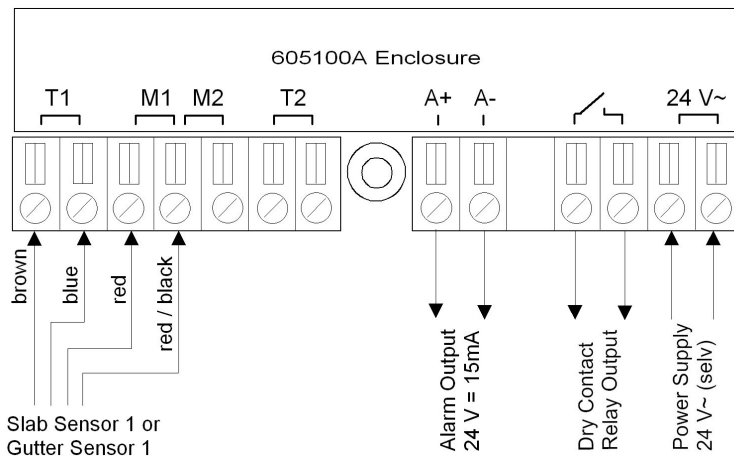 605100A Enclosure
T1 M1 M2 T2 A+ A- 24 V~
brown
blue
red
red / black
Slab Sensor 1 or
Gutter Sensor 1
Alarm Output
24 V = 15mA
Dry Contact
Relay Output
Power Supply
24 V~ (selv)